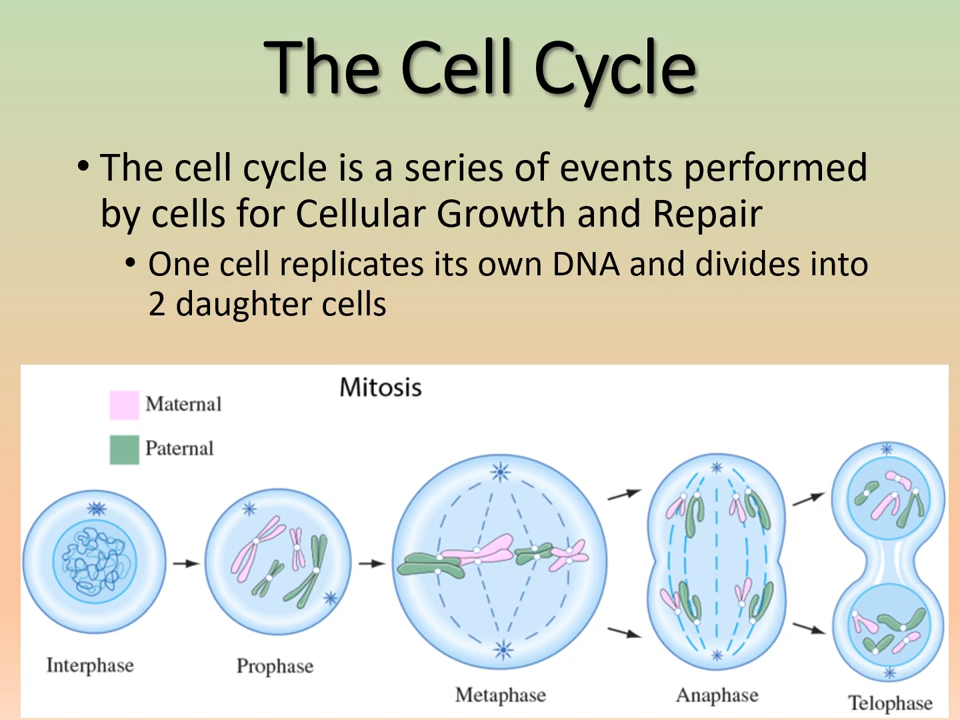 The Cell Cycle
• The cell cycle is a series of events performed
by cells for Cellular Growth and Repair
• One cell replicates its own DNA and divides into
2 daughter cells
Mitosis
Maternal
Paternal
Interphase
Prophase
Metaphase
Anaphase
Telophase